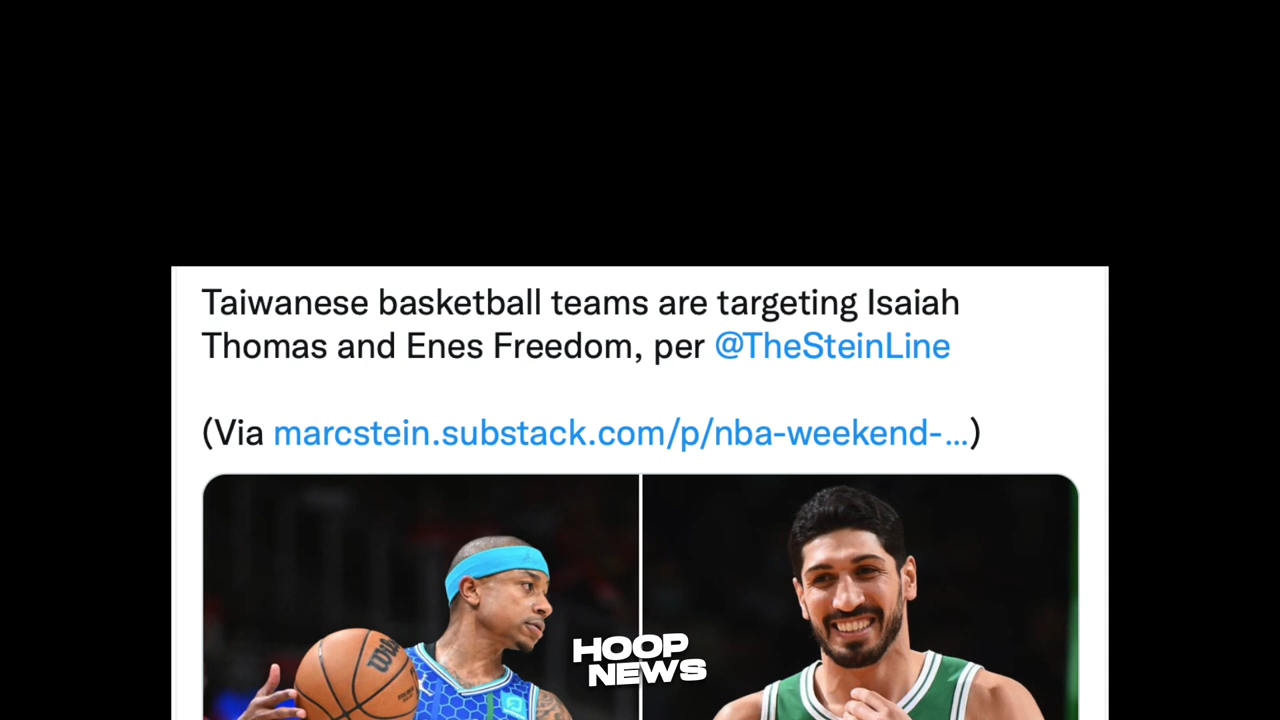 Taiwanese basketball teams are targeting Isaiah
Thomas and Enes Freedom, per @TheSteinLine
(Via marcstein.substack.com/p/nba-weekend-...)
Wils
HOOP
NEWS